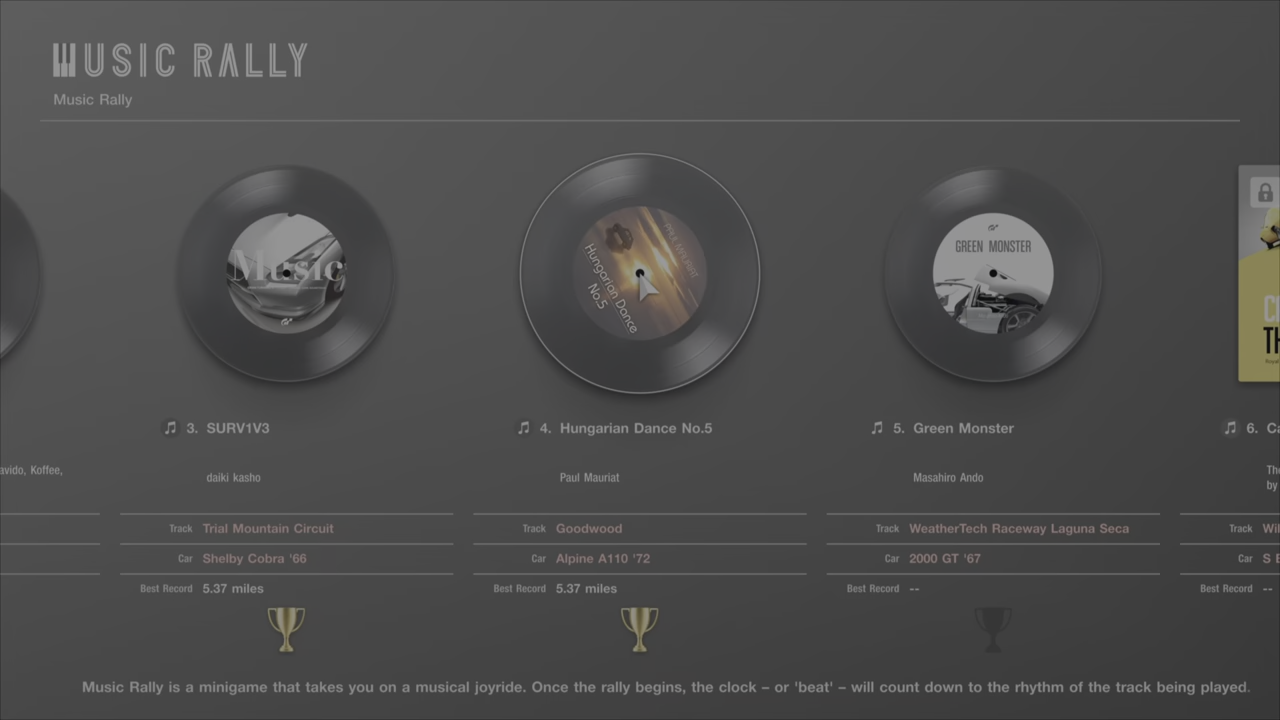 MUSIC RALLY
Music Rally
Music
Hungarian Dance
No.5
PAUL MAURIAT
GREEN MONSTER
3. SURV1V3
4. Hungarian Dance No.5
5. Green Monster
6. Ca
avido, Koffee,
daiki kasho
Paul Mauriat
Masahiro Ando
The
by
Track Trial Mountain Circuit
Track Goodwood
Track WeatherTech Raceway Laguna Seca
Track Wil
Car Shelby Cobra '66
Car Alpine A110 '72
Car 2000 GT '67
Car S E
Best Record 5.37 miles
Best Record 5.37 miles
Best Record --
Best Record --
Music Rally is a minigame that takes you on a musical joyride. Once the rally begins, the clock – or 'beat' – will count down to the rhythm of the track being played.